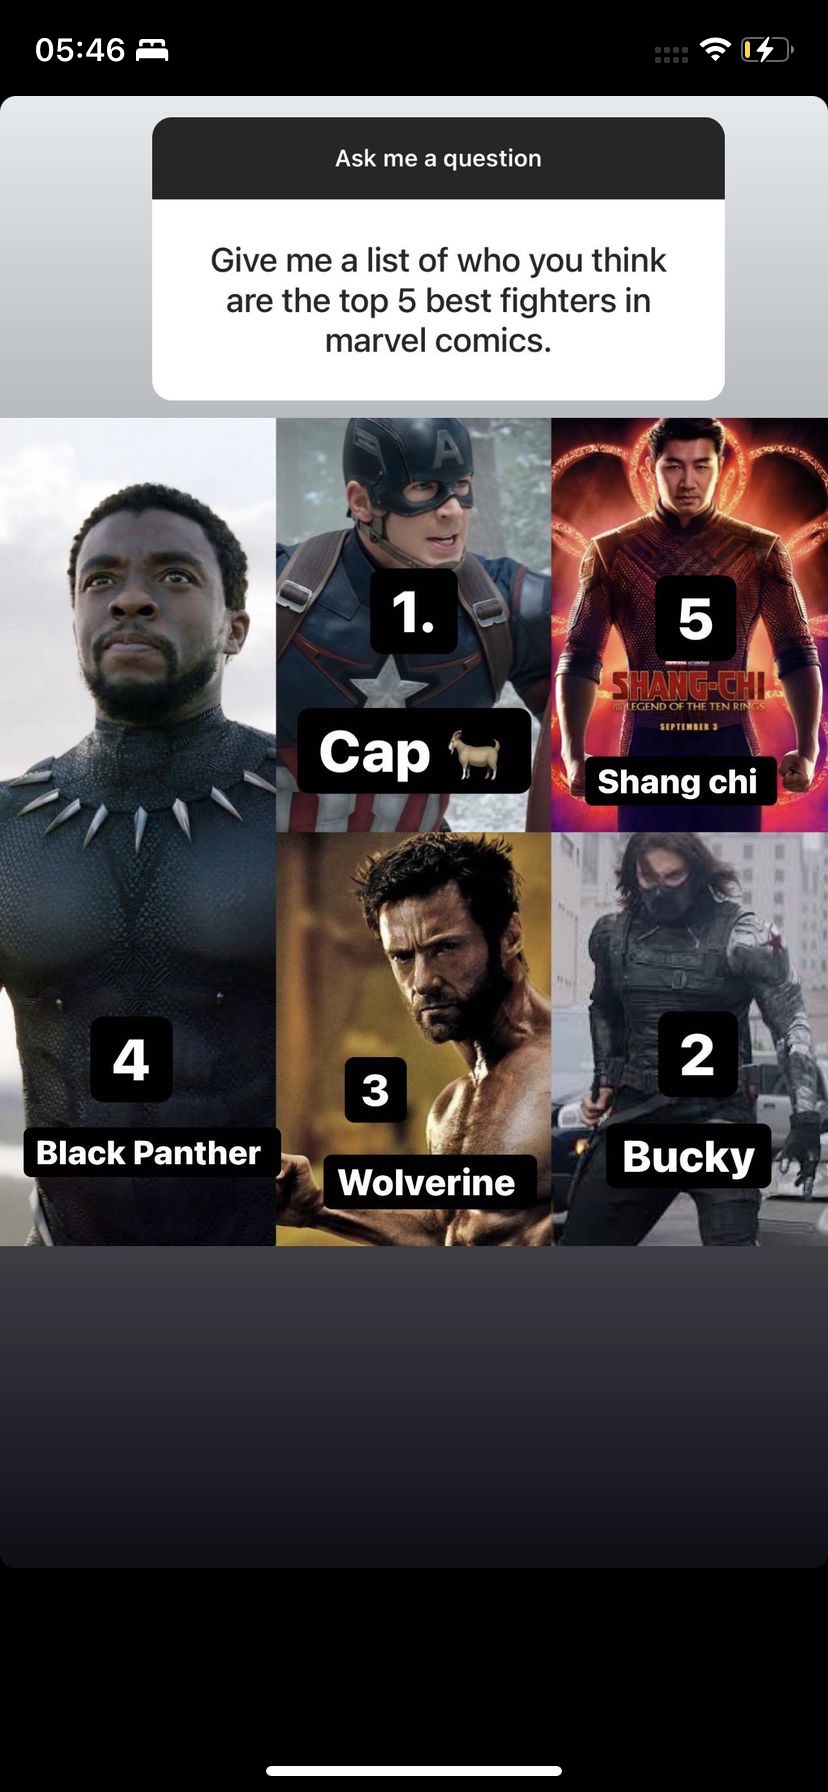 05:46
Ask me a question
Give me a list of who you think
are the top 5 best fighters in
marvel comics.
A
1.
Cap 🐐
5
SHANG-CHI
LEGEND OF THE TEN RINGS
SEPTEMBER 3
Shang chi
4
Black Panther
3
Wolverine
2
Bucky